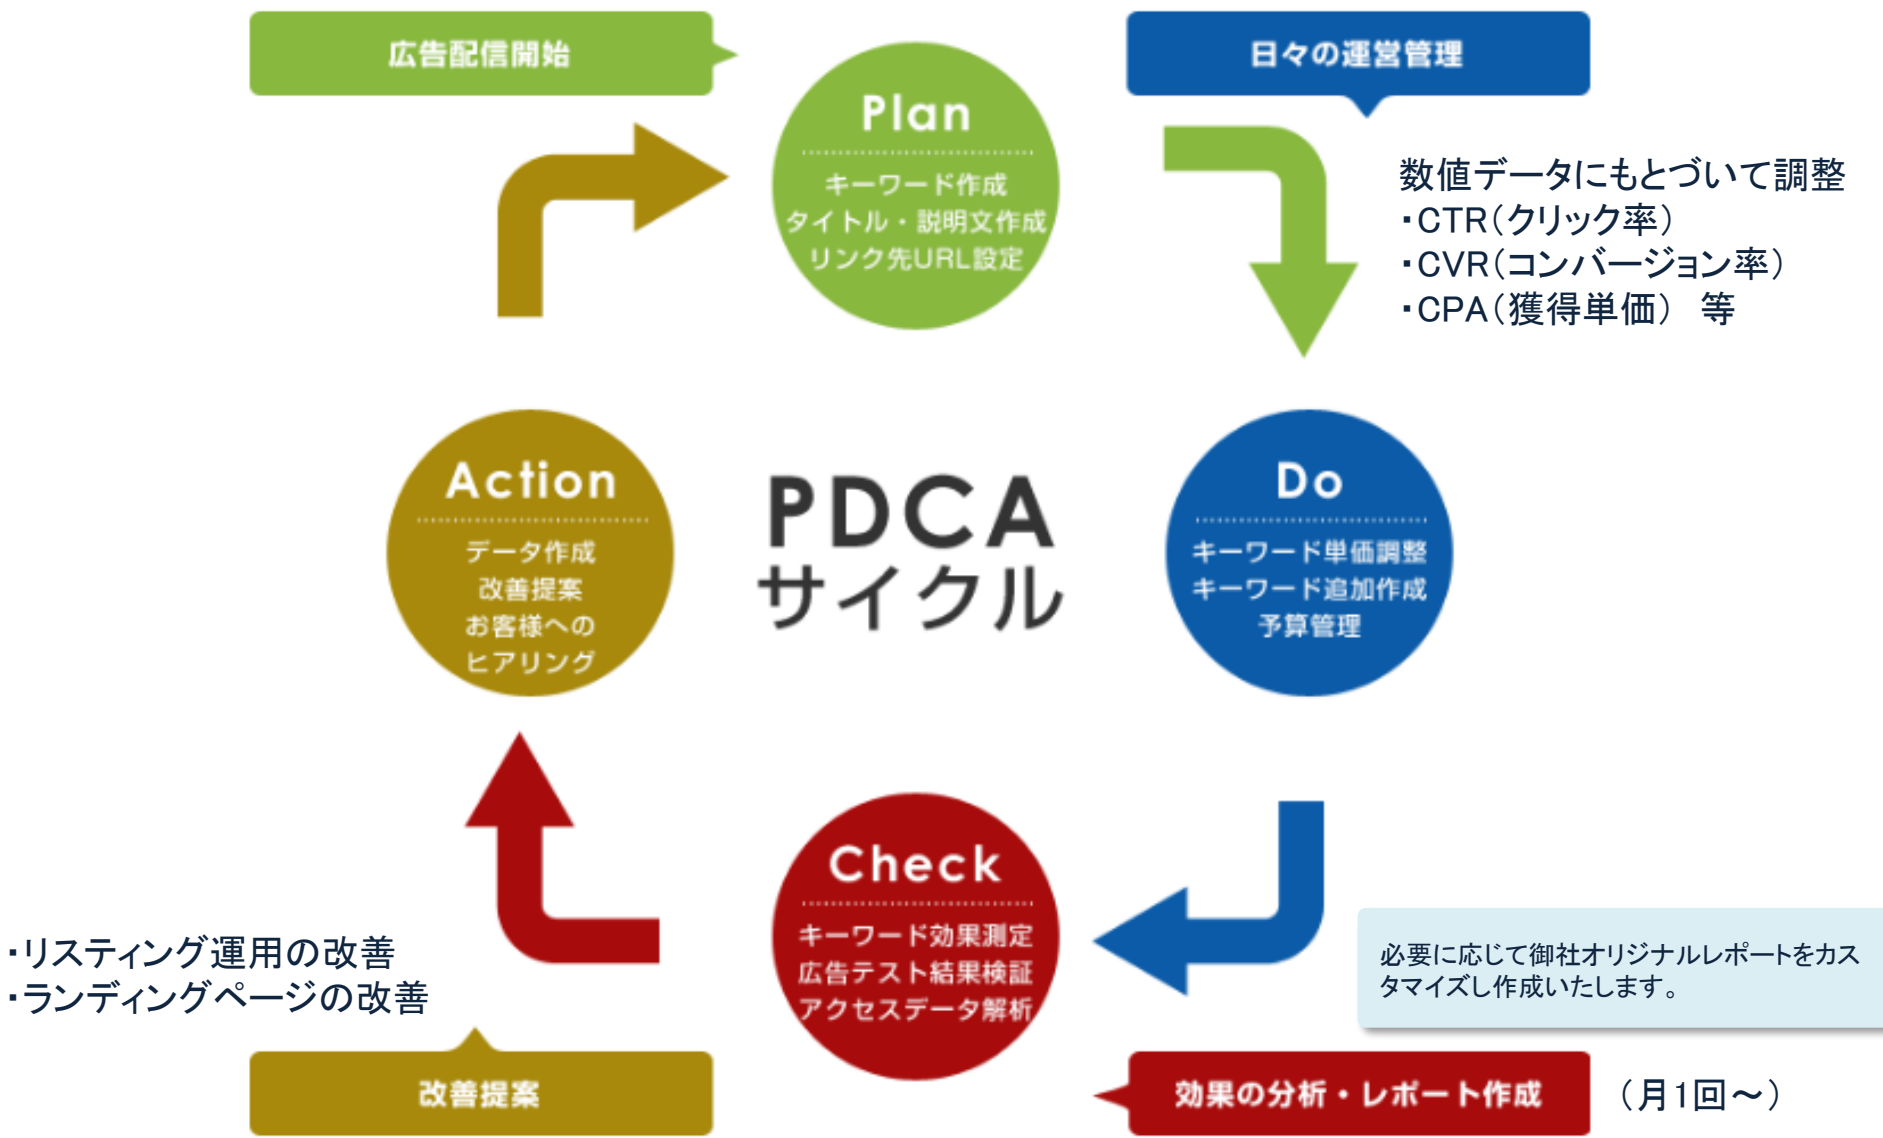 広告配信開始
日々の運営管理
Plan
キーワード作成
タイトル・説明文作成
リンク先URL設定
数値データにもとづいて調整
・CTR(クリック率)
・CVR(コンバージョン率)
・CPA(獲得単価) 等
Action
データ作成
改善提案
お客様への
ヒアリング
PDCA
サイクル
Do
キーワード単価調整
キーワード追加作成
予算管理
Check
キーワード効果測定
広告テスト結果検証
アクセスデータ解析
・リスティング運用の改善
・ランディングページの改善
必要に応じて御社オリジナルレポートをカス
タマイズし作成いたします。
改善提案
効果の分析・レポート作成
(月1回～)